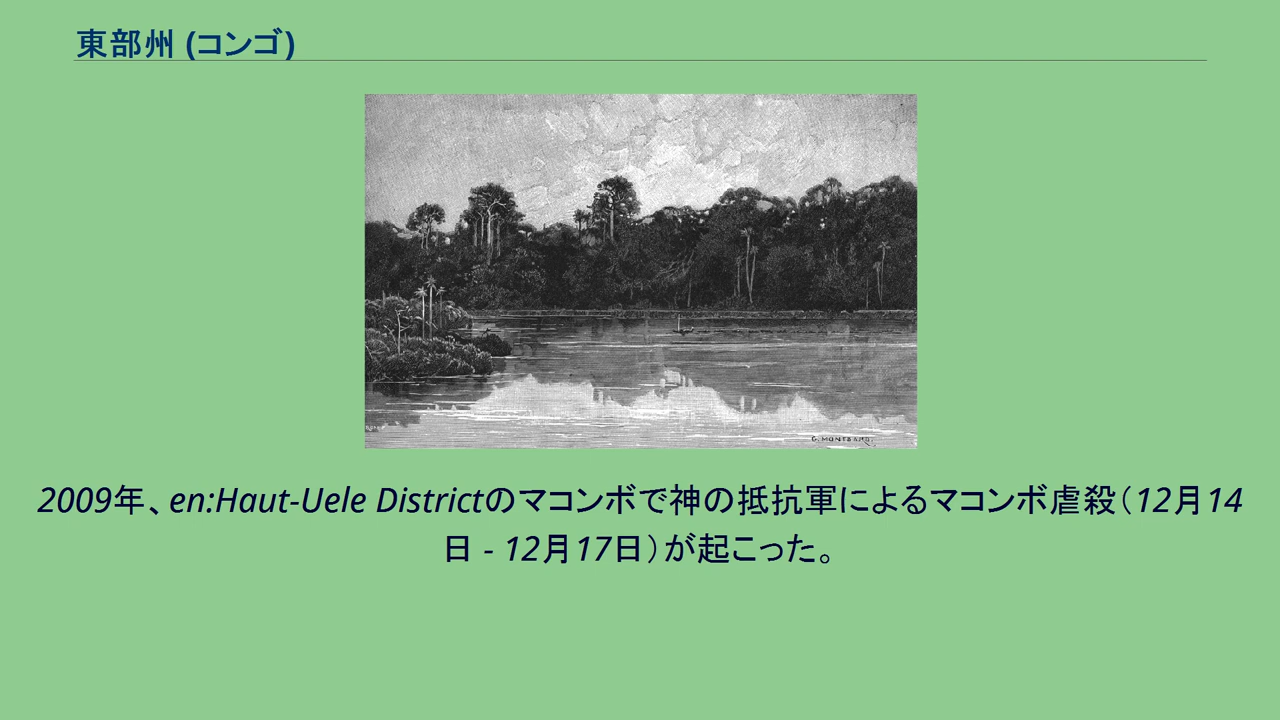 東部州 (コンゴ)
2009年、en:Haut-Uele Districtのマコンボで神の抵抗軍によるマコンボ虐殺（12月14
日 - 12月17日）が起こった。